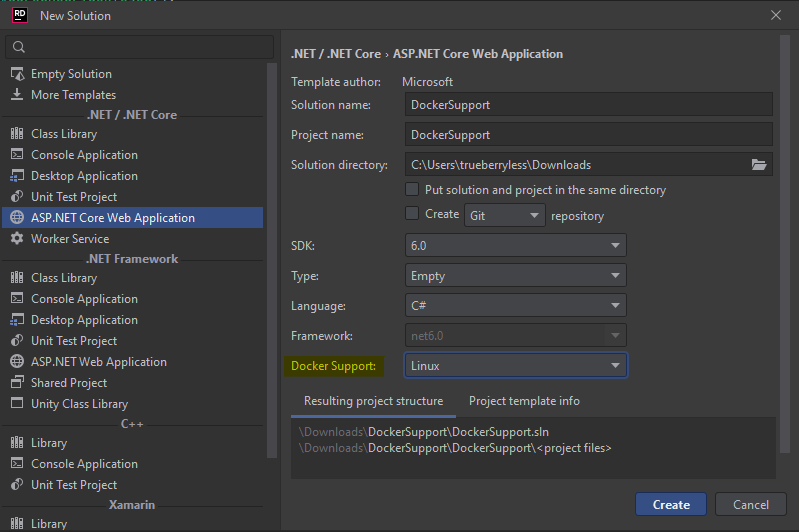 RD New Solution
Empty Solution
More Templates
.NET / .NET Core
Class Library
Console Application
Desktop Application
Unit Test Project
ASP.NET Core Web Application
Worker Service
.NET Framework
Class Library
Console Application
Desktop Application
Unit Test Project
ASP.NET Web Application
Shared Project
Unity Class Library
C++
Library
Console Application
Unit Test Project
Xamarin
Library
.NET / .NET Core › ASP.NET Core Web Application
Template author: Microsoft
Solution name: DockerSupport
Project name: DockerSupport
Solution directory: C:\Users\trueberryless\Downloads
Put solution and project in the same directory
Create Git repository
SDK: 6.0
Type: Empty
Language: C#
Framework: net6.0
Docker Support: Linux
Resulting project structure Project template info
\Downloads\DockerSupport\DockerSupport.sln
\Downloads\DockerSupport\DockerSupport\<project files>
Create Cancel